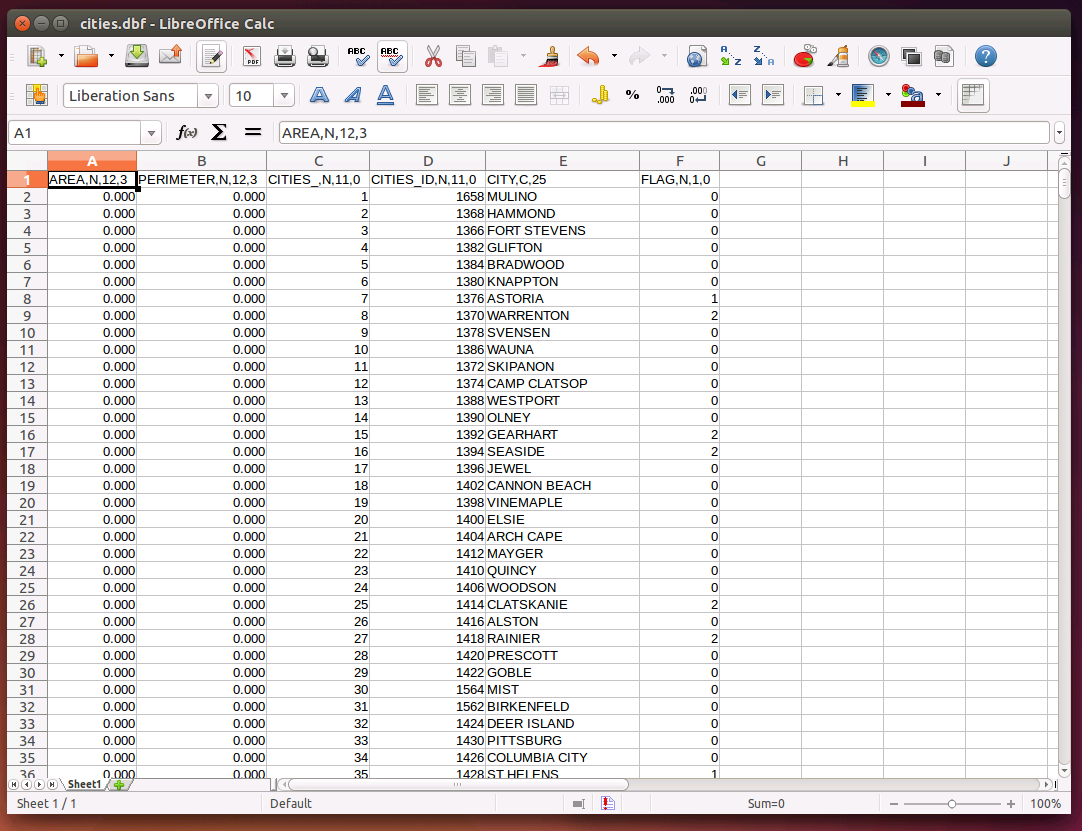 cities.dbf - LibreOffice Calc
PDF ABC ABC A Z Z A ?
Liberation Sans 10 A A A % 0 .000 .000 0
A1 f(x) Σ = AREA,N,12,3
A B C D E F G H I J
1 AREA,N,12,3 PERIMETER,N,12,3 CITIES_,N,11,0 CITIES_ID,N,11,0 CITY,C,25 FLAG,N,1,0
2 0.000 0.000 1 1658 MULINO 0
3 0.000 0.000 2 1368 HAMMOND 0
4 0.000 0.000 3 1366 FORT STEVENS 0
5 0.000 0.000 4 1382 GLIFTON 0
6 0.000 0.000 5 1384 BRADWOOD 0
7 0.000 0.000 6 1380 KNAPPTON 0
8 0.000 0.000 7 1376 ASTORIA 1
9 0.000 0.000 8 1370 WARRENTON 2
10 0.000 0.000 9 1378 SVENSEN 0
11 0.000 0.000 10 1386 WAUNA 0
12 0.000 0.000 11 1372 SKIPANON 0
13 0.000 0.000 12 1374 CAMP CLATSOP 0
14 0.000 0.000 13 1388 WESTPORT 0
15 0.000 0.000 14 1390 OLNEY 0
16 0.000 0.000 15 1392 GEARHART 2
17 0.000 0.000 16 1394 SEASIDE 2
18 0.000 0.000 17 1396 JEWEL 0
19 0.000 0.000 18 1402 CANNON BEACH 0
20 0.000 0.000 19 1398 VINEMAPLE 0
21 0.000 0.000 20 1400 ELSIE 0
22 0.000 0.000 21 1404 ARCH CAPE 0
23 0.000 0.000 22 1412 MAYGER 0
24 0.000 0.000 23 1410 QUINCY 0
25 0.000 0.000 24 1406 WOODSON 0
26 0.000 0.000 25 1414 CLATSKANIE 2
27 0.000 0.000 26 1416 ALSTON 0
28 0.000 0.000 27 1418 RAINIER 2
29 0.000 0.000 28 1420 PRESCOTT 0
30 0.000 0.000 29 1422 GOBLE 0
31 0.000 0.000 30 1564 MIST 0
32 0.000 0.000 31 1562 BIRKENFELD 0
33 0.000 0.000 32 1424 DEER ISLAND 0
34 0.000 0.000 33 1430 PITTSBURG 0
35 0.000 0.000 34 1426 COLUMBIA CITY 0
36 0.000 0.000 35 1428 ST HELENS 1
Sheet1
Sheet 1 / 1 Default Sum=0 100%